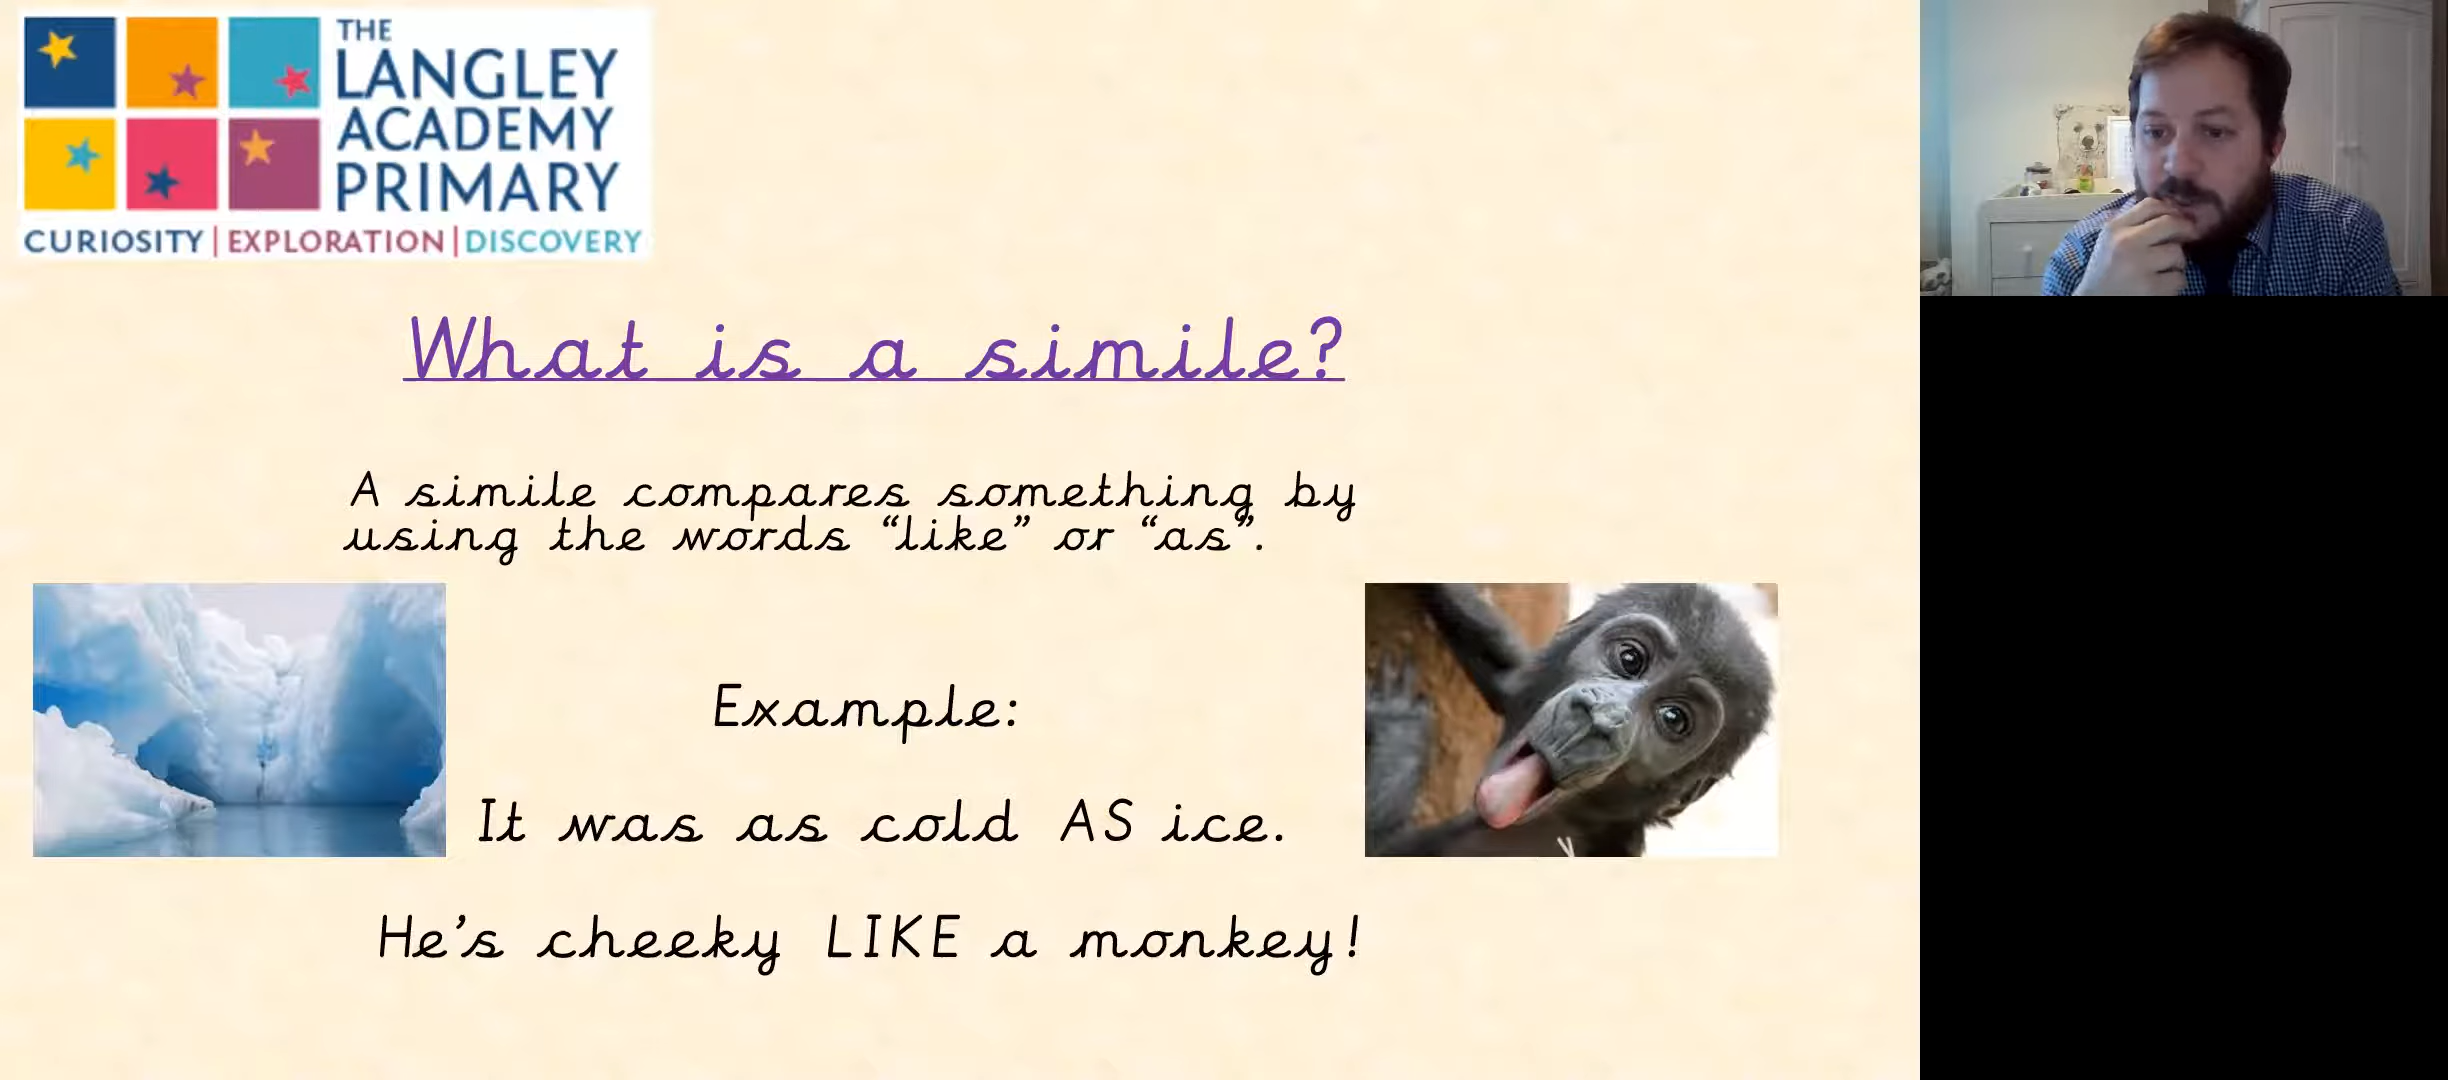 THE
LANGLEY
ACADEMY
PRIMARY
CURIOSITY | EXPLORATION | DISCOVERY
What is a simile?
A simile compares something by
using the words “like” or “as”.
Example:
It was as cold AS ice.
He’s cheeky LIKE a monkey!